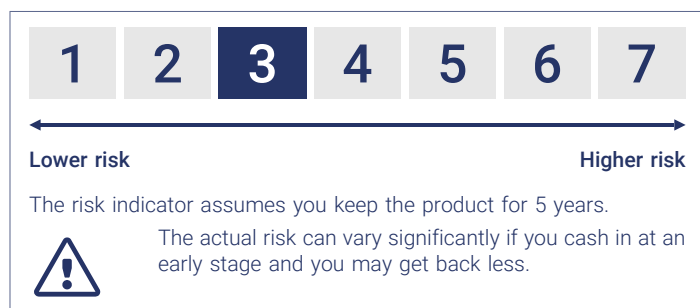 1 2 3 4 5 6 7
Lower risk Higher risk
The risk indicator assumes you keep the product for 5 years.
The actual risk can vary significantly if you cash in at an
early stage and you may get back less.